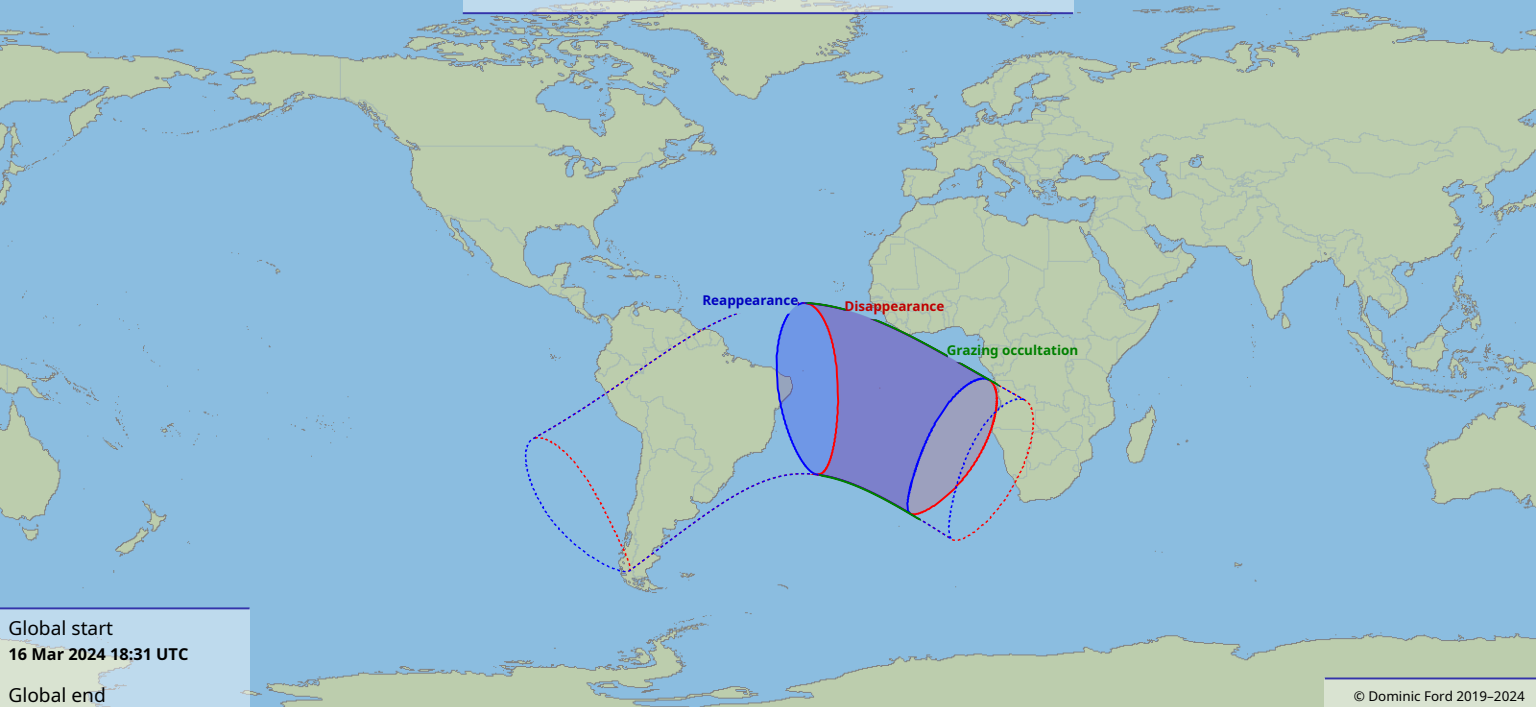 Reappearance
Disappearance
Grazing occultation
Global start
16 Mar 2024 18:31 UTC
Global end
© Dominic Ford 2019–2024